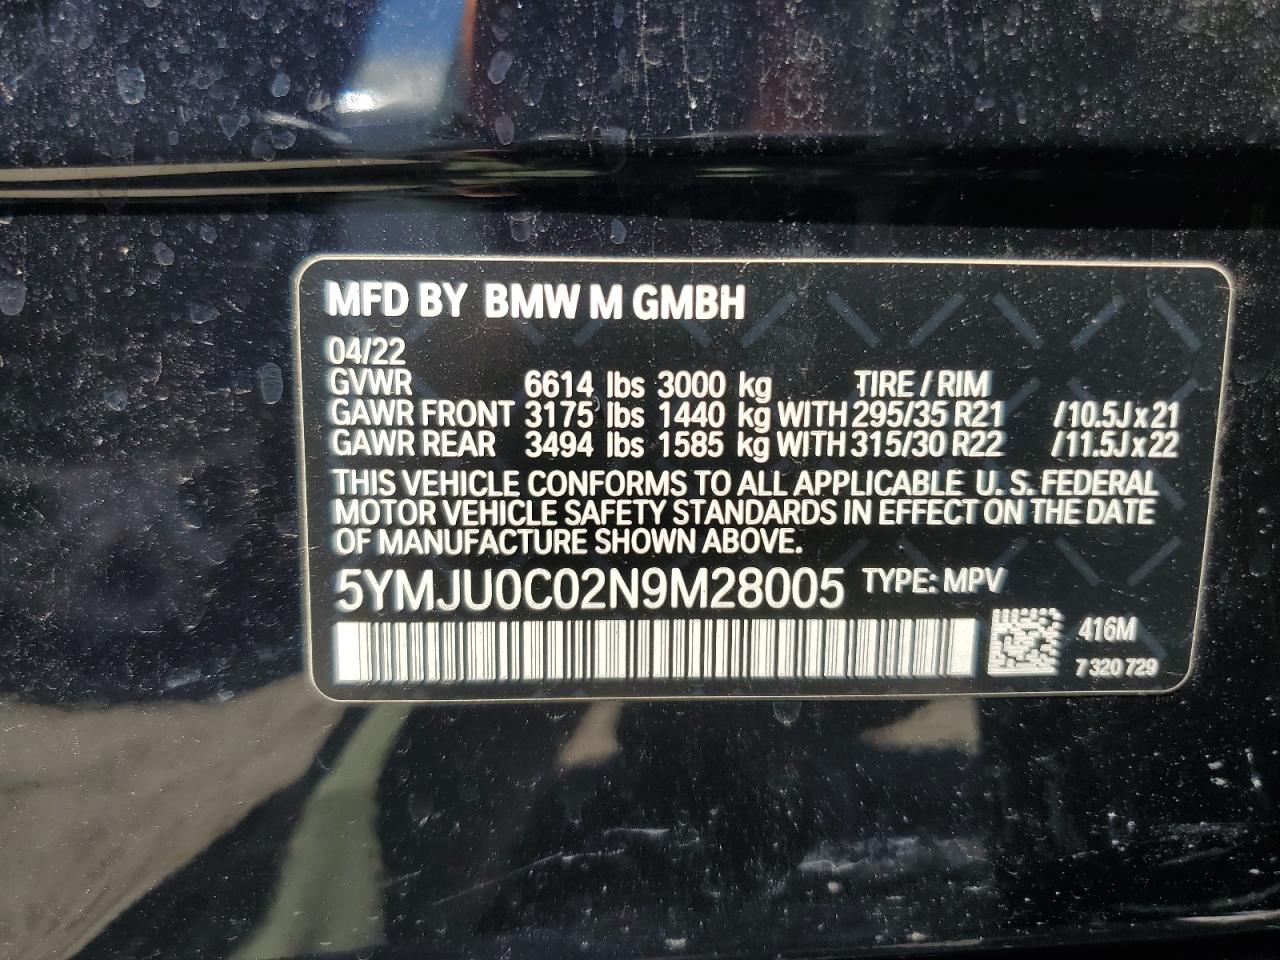 MFD BY BMW M GMBH
04/22
GVWR 6614 lbs 3000 kg TIRE / RIM
GAWR FRONT 3175 lbs 1440 kg WITH 295/35 R21 /10.5J x 21
GAWR REAR 3494 lbs 1585 kg WITH 315/30 R22 /11.5J x 22
THIS VEHICLE CONFORMS TO ALL APPLICABLE U. S. FEDERAL
MOTOR VEHICLE SAFETY STANDARDS IN EFFECT ON THE DATE
OF MANUFACTURE SHOWN ABOVE.
5YMJU0C02N9M28005 TYPE: MPV
416M
7 320 729